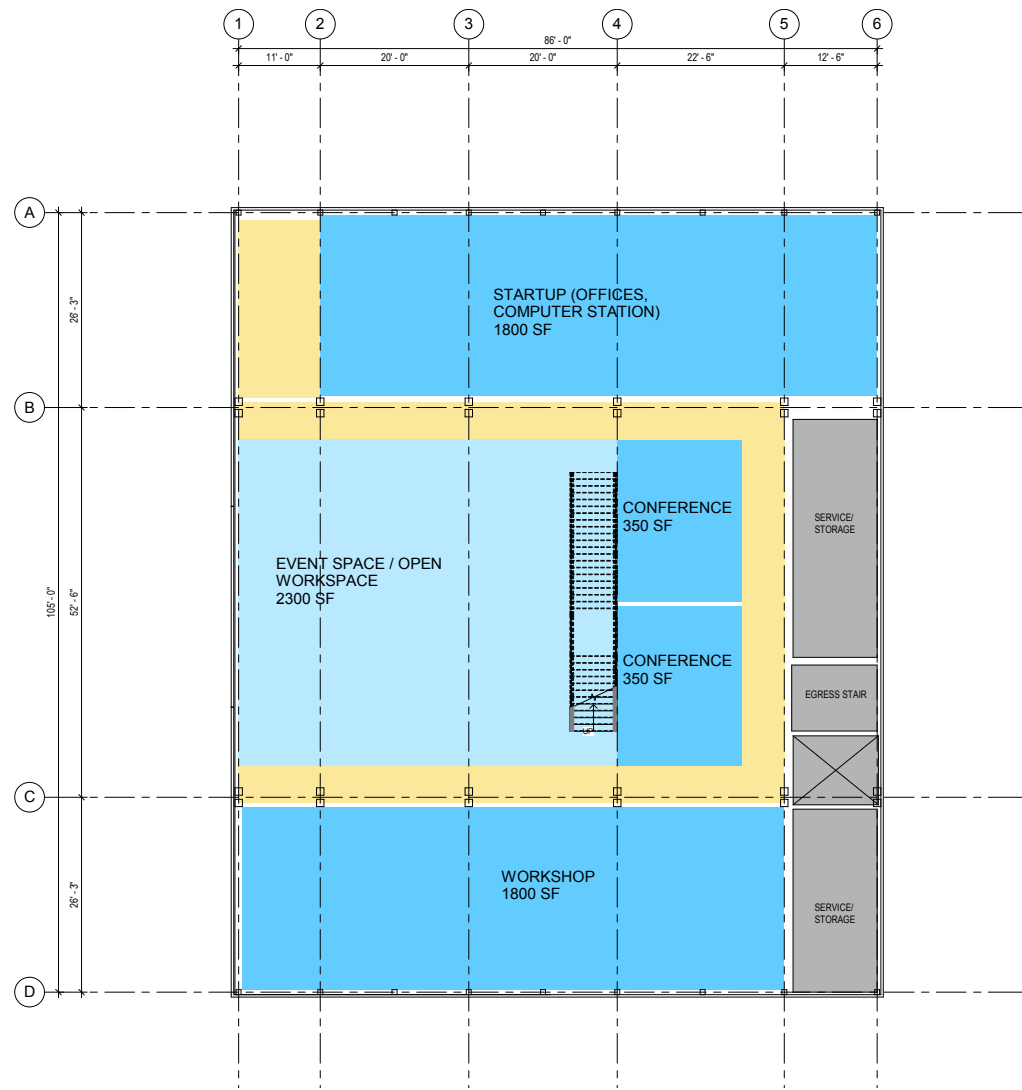 1 2 3 4 5 6
86' - 0"
11' - 0" 20' - 0" 20' - 0" 22' - 6" 12' - 6"
A
26' - 3"
STARTUP (OFFICES,
COMPUTER STATION)
1800 SF
B
105' - 0"
52' - 6"
EVENT SPACE / OPEN
WORKSPACE
2300 SF
CONFERENCE
350 SF
CONFERENCE
350 SF
UP
SERVICE/
STORAGE
EGRESS STAIR
C
26' - 3"
WORKSHOP
1800 SF
SERVICE/
STORAGE
D